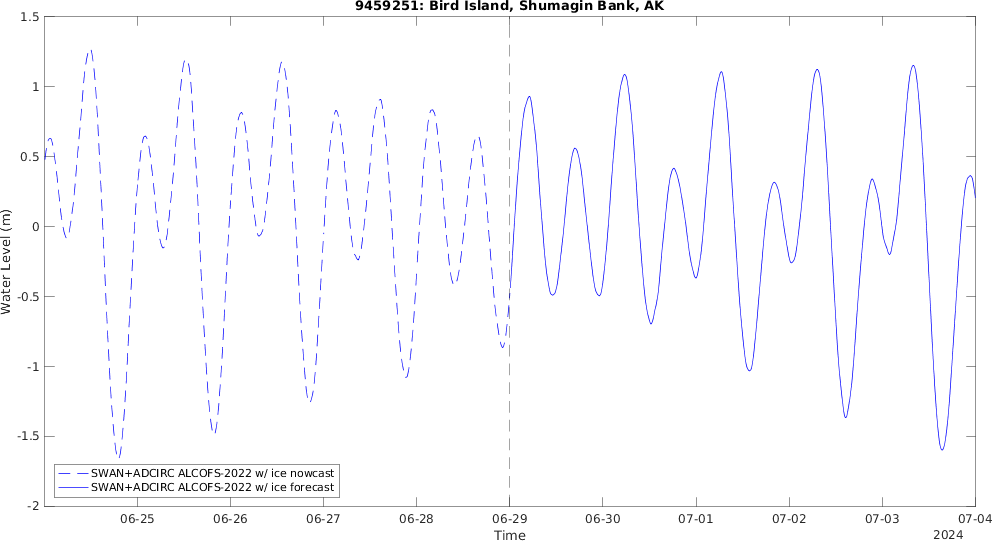 9459251: Bird Island, Shumagin Bank, AK
1.5
1
0.5
0
-0.5
-1
-1.5
-2
Water Level (m)
SWAN+ADCIRC ALCOFS-2022 w/ ice nowcast
SWAN+ADCIRC ALCOFS-2022 w/ ice forecast
06-25 06-26 06-27 06-28 06-29 06-30 07-01 07-02 07-03 07-04
Time
2024